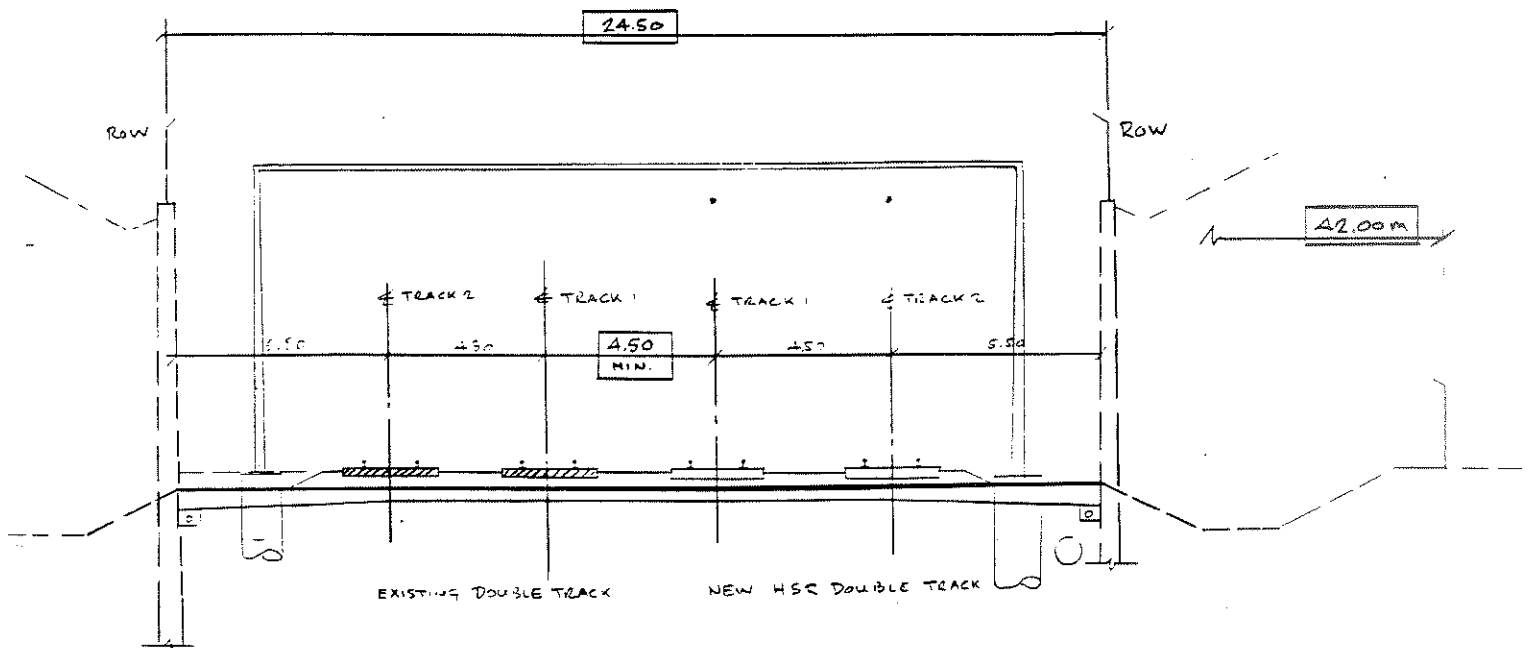 24.50
ROW
ROW
42.00m
℄ TRACK 2
℄ TRACK 1
℄ TRACK 1
℄ TRACK 2
5.50
4.50
4.50
MIN.
4.50
5.50
EXISTING DOUBLE TRACK
NEW HSR DOUBLE TRACK